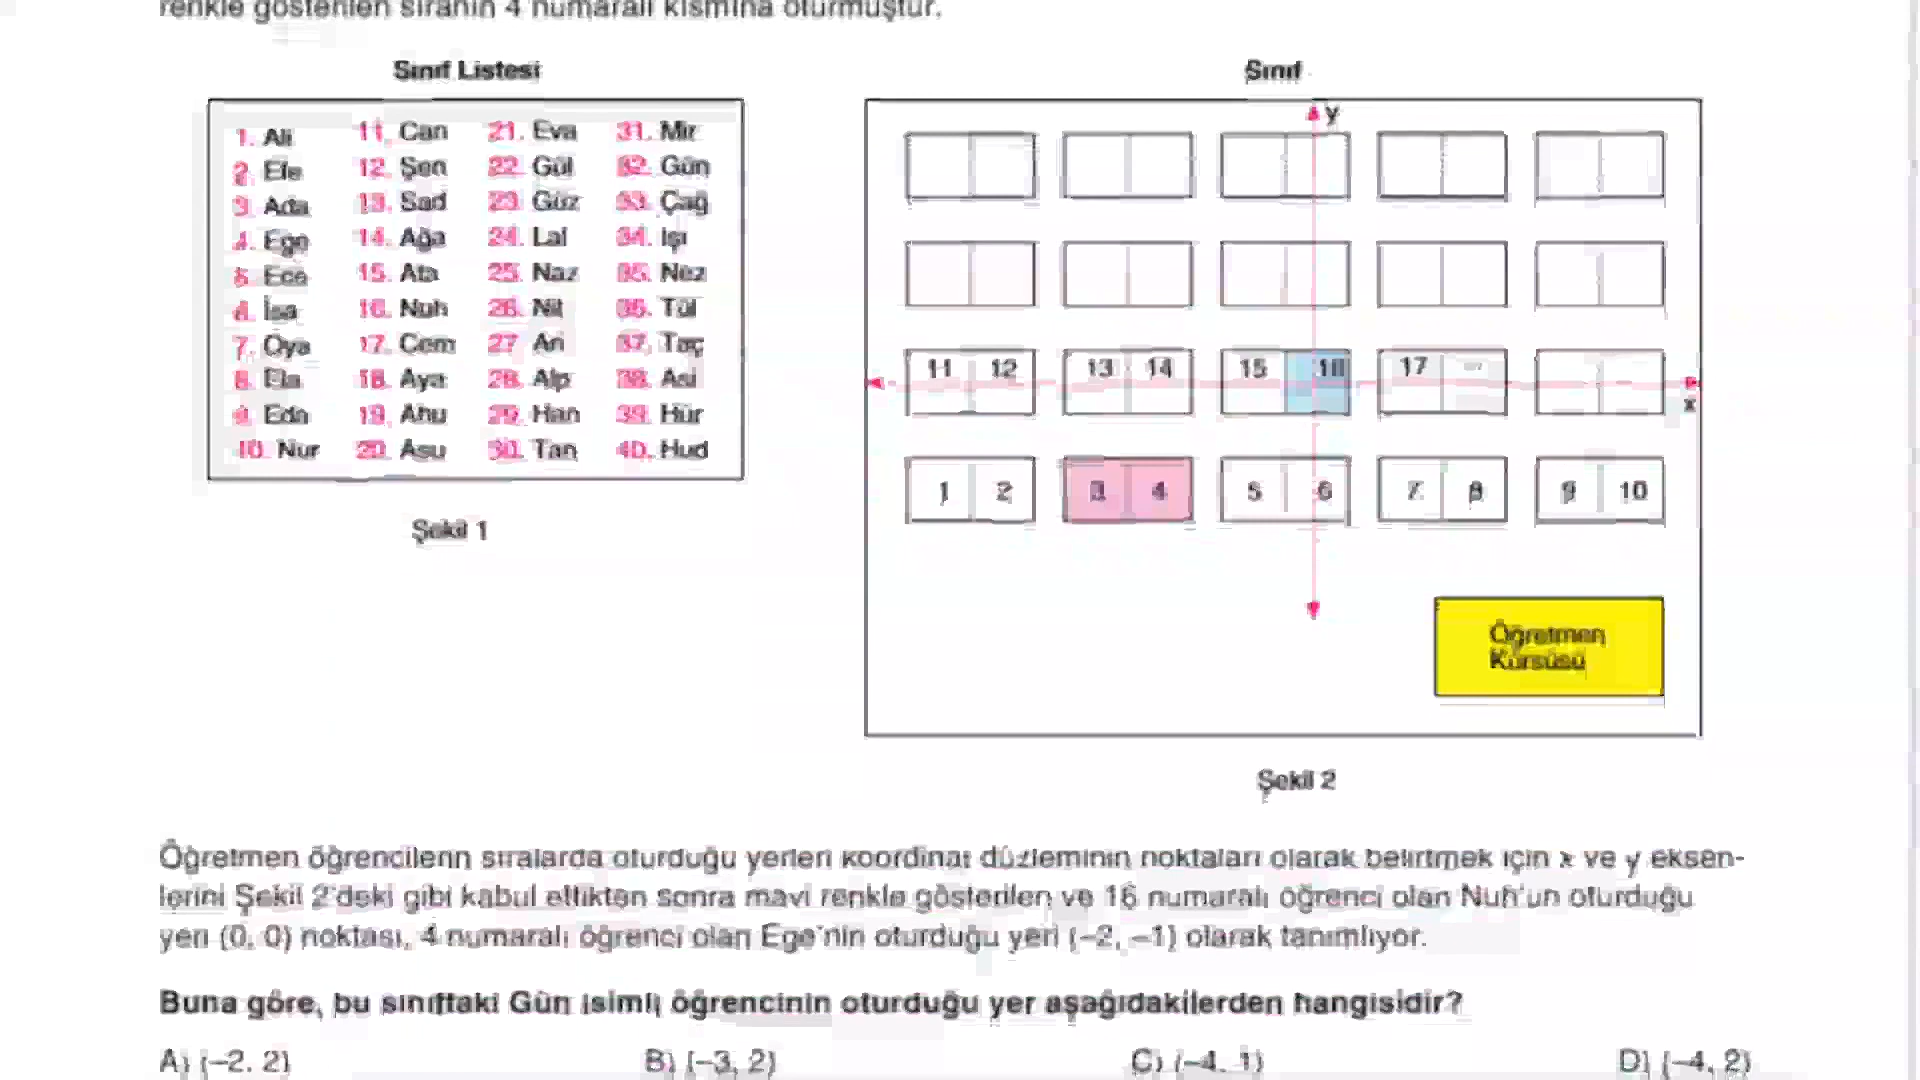 renkle gösterilen sıranın 4 numaralı kısmına oturmuştur.
Sınıf Listesi
1. Ali
2. Efe
3. Ada
4. Ege
5. Ece
6. İsa
7. Oya
8. Ela
9. Eda
10. Nur
11. Can
12. Şen
13. Sad
14. Ağa
15. Ata
16. Nuh
17. Cem
18. Aya
19. Ahu
20. Asu
21. Eva
22. Gül
23. Güz
24. Lal
25. Naz
26. Nil
27. Arı
28. Alp
29. Han
30. Tan
31. Mir
32. Gün
33. Çağ
34. Işı
35.
36. Tül
37. Taç
38. Asi
39. Hür
40. Hud
Şekil 1
Sınıf
y
11 12 13 14 15 16 17
x
1 2 3 4 5 6 7 8 9 10
Öğretmen
Kürsüsü
Şekil 2
Öğretmen öğrencilerin sıralarda oturduğu yerleri koordinat düzleminin noktaları olarak belirtmek için x ve y eksen-
lerini Şekil 2'deki gibi kabul ettikten sonra mavi renkle gösterilen ve 16 numaralı öğrenci olan Nuh'un oturduğu
yeri (0, 0) noktası, 4 numaralı öğrenci olan Ege'nin oturduğu yeri (–2, –1) olarak tanımlıyor.
Buna göre, bu sınıftaki Gün isimli öğrencinin oturduğu yer aşağıdakilerden hangisidir?
A) (–2, 2) B) (–3, 2) C) (–4, 1) D) (–4, 2)